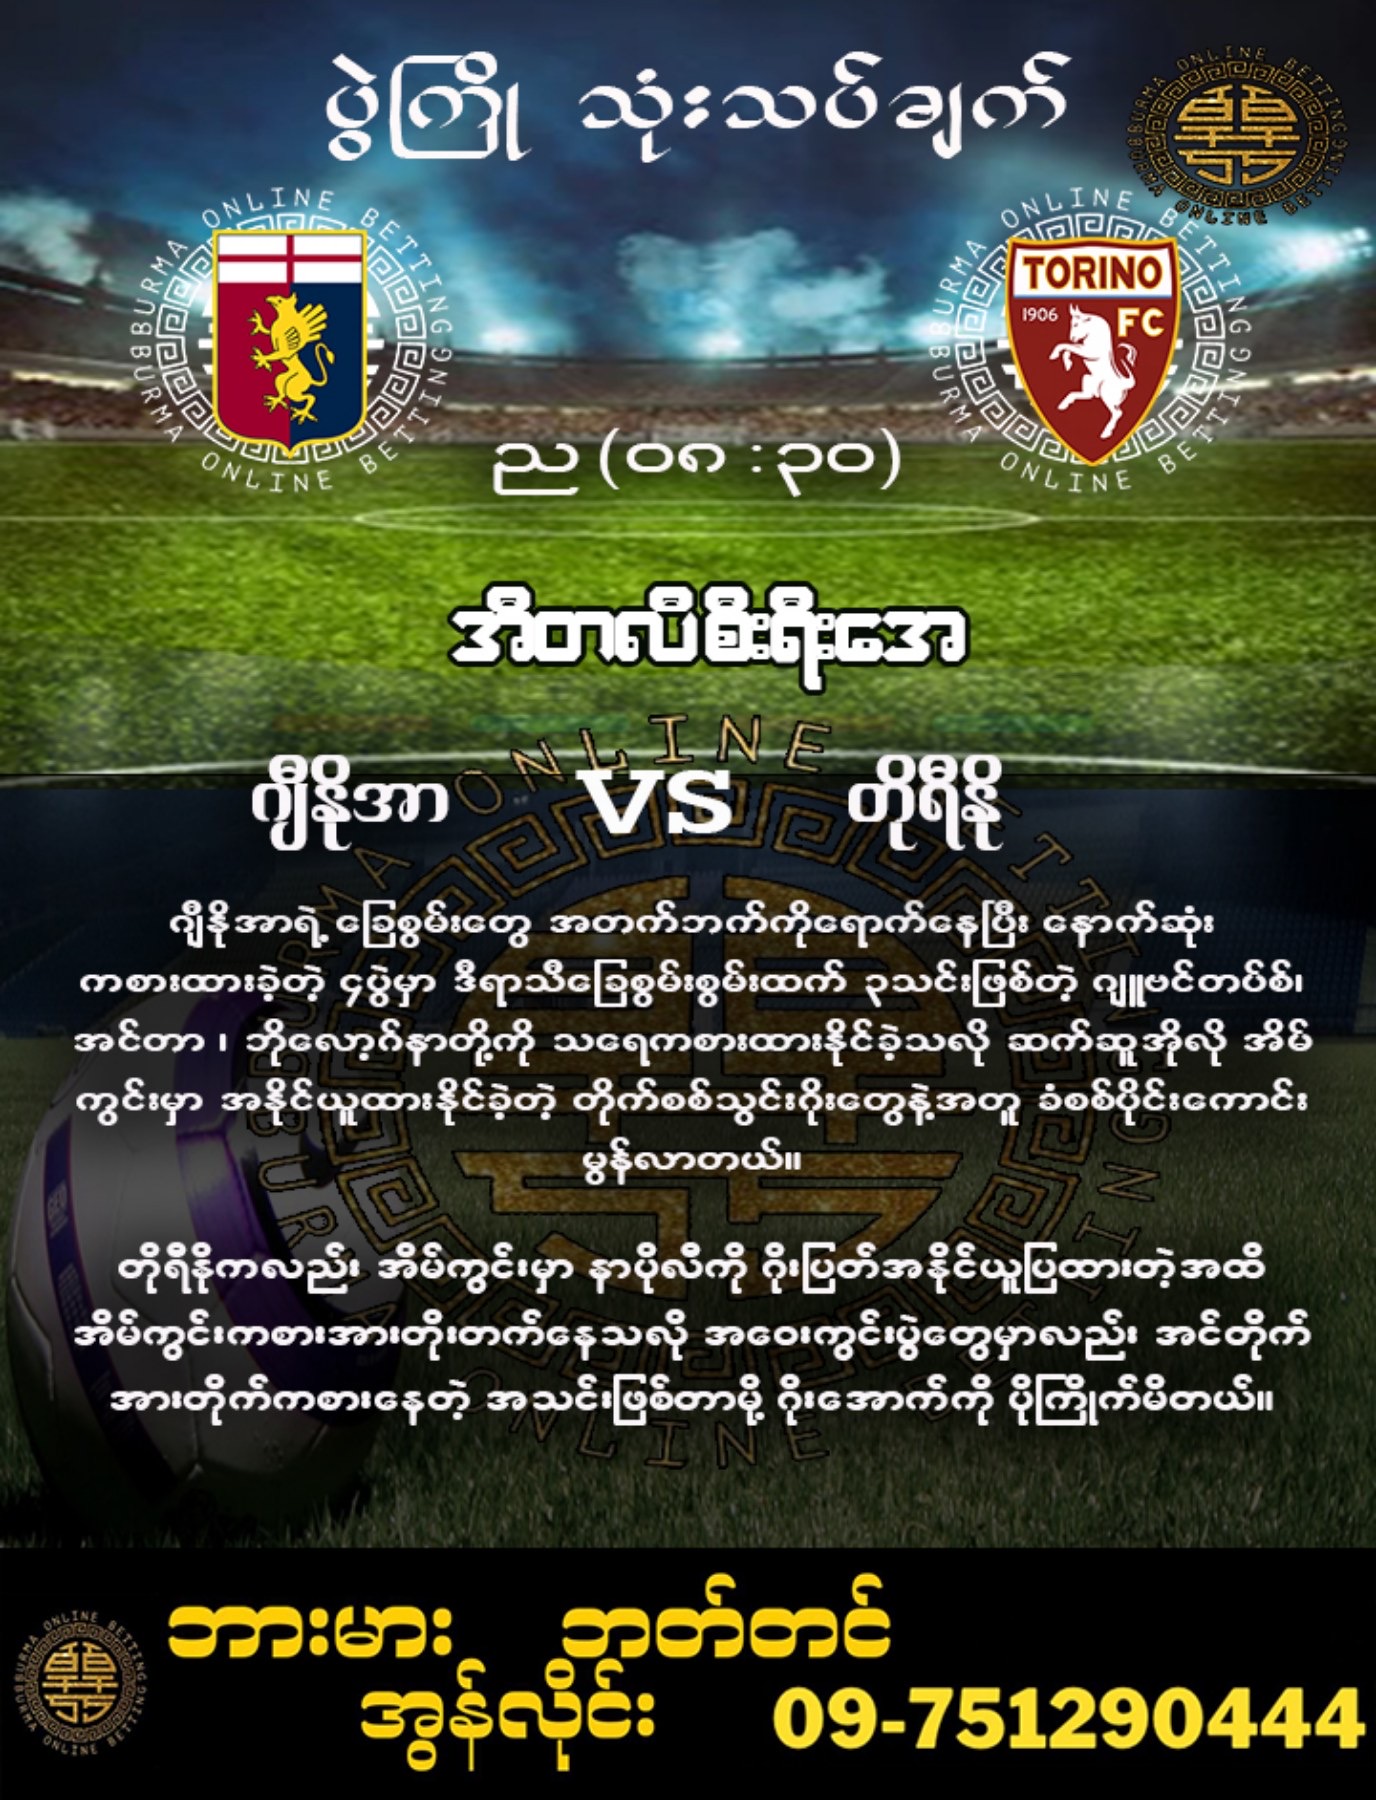 ပွဲကြို သုံးသပ်ချက်
BURMA ONLINE BETTING
BURMA ONLINE BETTING
BURMA ONLINE BETTING
TORINO
1906 FC
ည (၀၈ : ၃၀)
အီတလီစီးရီးအေ
ဂျီနိုအာ VS တိုရီနို
ဂျီနိုအာရဲ့ ခြေစွမ်းတွေ အတက်ဘက်ကိုရောက်နေပြီး နောက်ဆုံး
ကစားထားခဲ့တဲ့ ၄ပွဲမှာ ဒီရာသီခြေစွမ်းစွမ်းထက် ၃သင်းဖြစ်တဲ့ ဂျူဗင်တပ်စ်၊
အင်တာ ၊ ဘိုလော့ဂ်နာတို့ကို သရေကစားထားနိုင်ခဲ့သလို ဆက်ဆူအိုလို အိမ်
ကွင်းမှာ အနိုင်ယူထားနိုင်ခဲ့တဲ့ တိုက်စစ်သွင်းဂိုးတွေနဲ့အတူ ခံစစ်ပိုင်းကောင်း
မွန်လာတယ်။
တိုရီနိုကလည်း အိမ်ကွင်းမှာ နာပိုလီကို ဂိုးပြတ်အနိုင်ယူပြထားတဲ့အထိ
အိမ်ကွင်းကစားအားတိုးတက်နေသလို အဝေးကွင်းပွဲတွေမှာလည်း အင်တိုက်
အားတိုက်ကစားနေတဲ့ အသင်းဖြစ်တာမို့ ဂိုးအောက်ကို ပိုကြိုက်မိတယ်။
BURMA ONLINE BETTING
ဘားမား ဘတ်တင်
အွန်လိုင်း 09-751290444